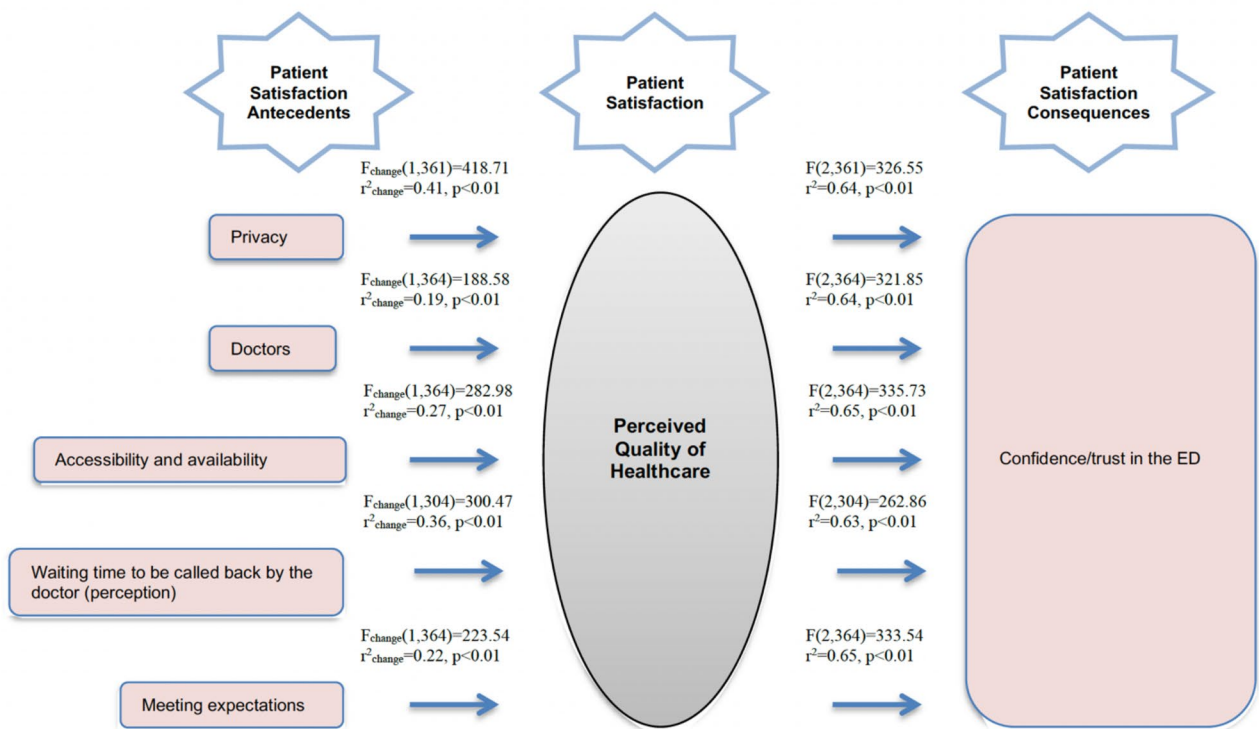 Patient
Satisfaction
Antecedents
Patient
Satisfaction
Patient
Satisfaction
Consequences
Fchange(1,361)=418.71
r²change=0.41, p<0.01
F(2,361)=326.55
r²=0.64, p<0.01
Privacy
Fchange(1,364)=188.58
r²change=0.19, p<0.01
F(2,364)=321.85
r²=0.64, p<0.01
Doctors
Fchange(1,364)=282.98
r²change=0.27, p<0.01
F(2,364)=335.73
r²=0.65, p<0.01
Accessibility and availability
Perceived
Quality of
Healthcare
Confidence/trust in the ED
Fchange(1,304)=300.47
r²change=0.36, p<0.01
F(2,304)=262.86
r²=0.63, p<0.01
Waiting time to be called back by the
doctor (perception)
Fchange(1,364)=223.54
r²change=0.22, p<0.01
F(2,364)=333.54
r²=0.65, p<0.01
Meeting expectations